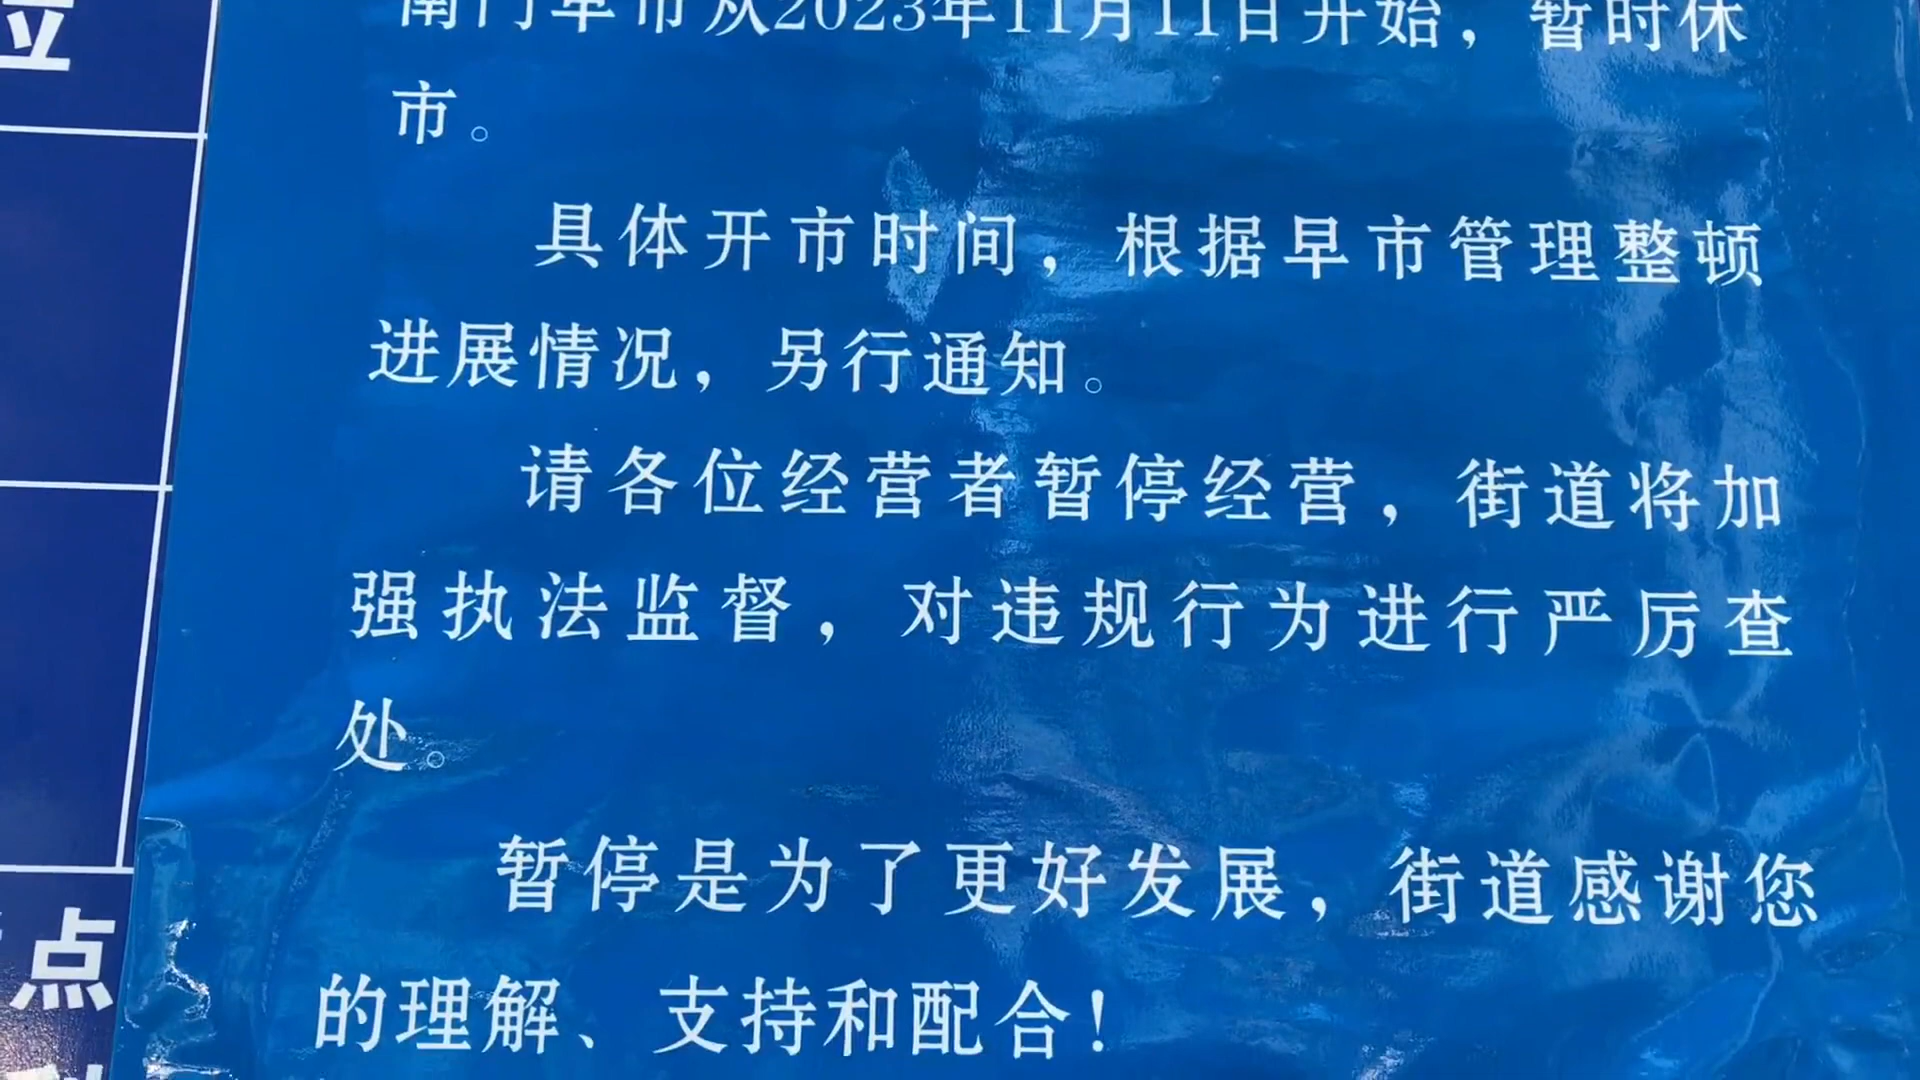 立
南门早市从2023年11月11日开始，暂时休
市。
具体开市时间，根据早市管理整顿
进展情况，另行通知。
请各位经营者暂停经营，街道将加
强执法监督，对违规行为进行严厉查
处。
暂停是为了更好发展，街道感谢您
的理解、支持和配合！
点